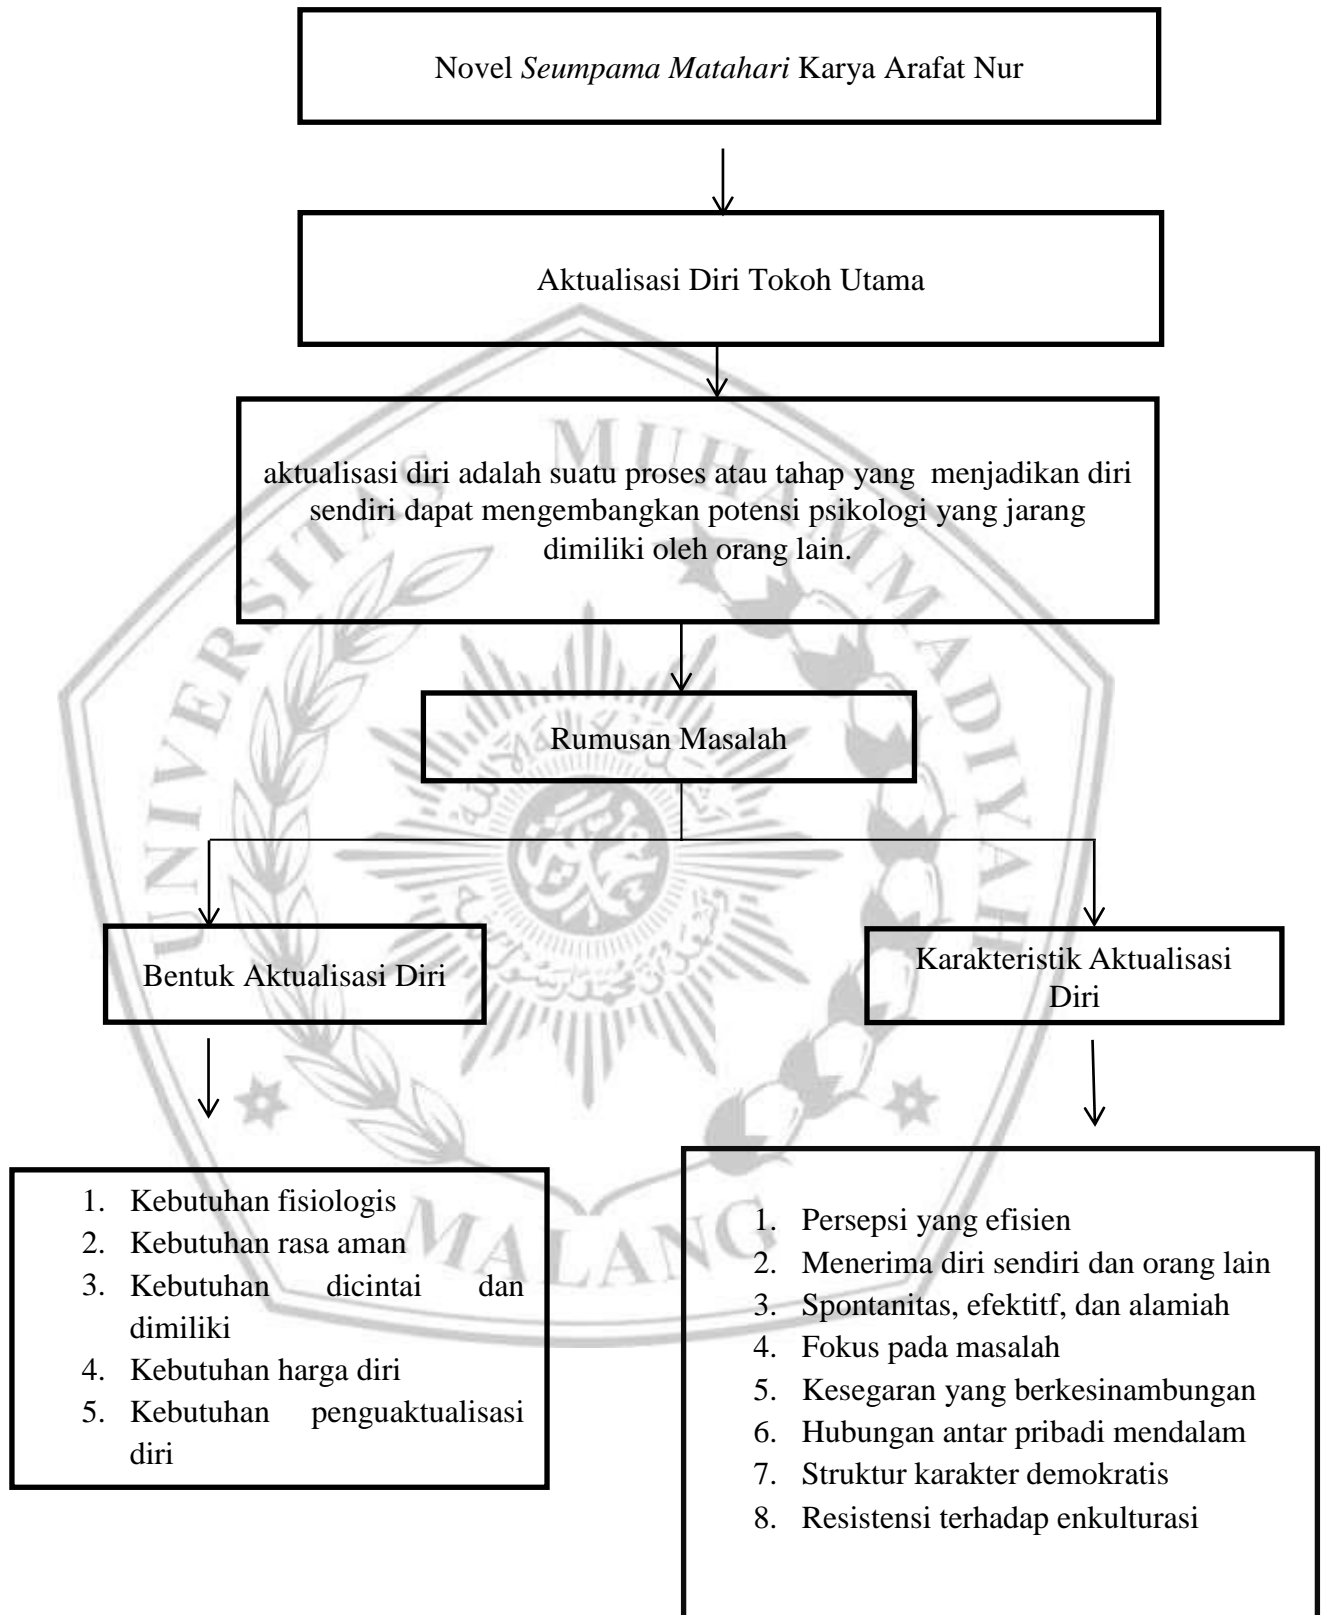 Novel Seumpama Matahari Karya Arafat Nur
Aktualisasi Diri Tokoh Utama
aktualisasi diri adalah suatu proses atau tahap yang menjadikan diri
sendiri dapat mengembangkan potensi psikologi yang jarang
dimiliki oleh orang lain.
Rumusan Masalah
Bentuk Aktualisasi Diri
Karakteristik Aktualisasi
Diri
1. Kebutuhan fisiologis
2. Kebutuhan rasa aman
3. Kebutuhan dicintai dan
dimiliki
4. Kebutuhan harga diri
5. Kebutuhan penguaktualisasi
diri
1. Persepsi yang efisien
2. Menerima diri sendiri dan orang lain
3. Spontanitas, efektitf, dan alamiah
4. Fokus pada masalah
5. Kesegaran yang berkesinambungan
6. Hubungan antar pribadi mendalam
7. Struktur karakter demokratis
8. Resistensi terhadap enkulturasi
UNIVERSITAS MUHAMMADIYAH
MALANG